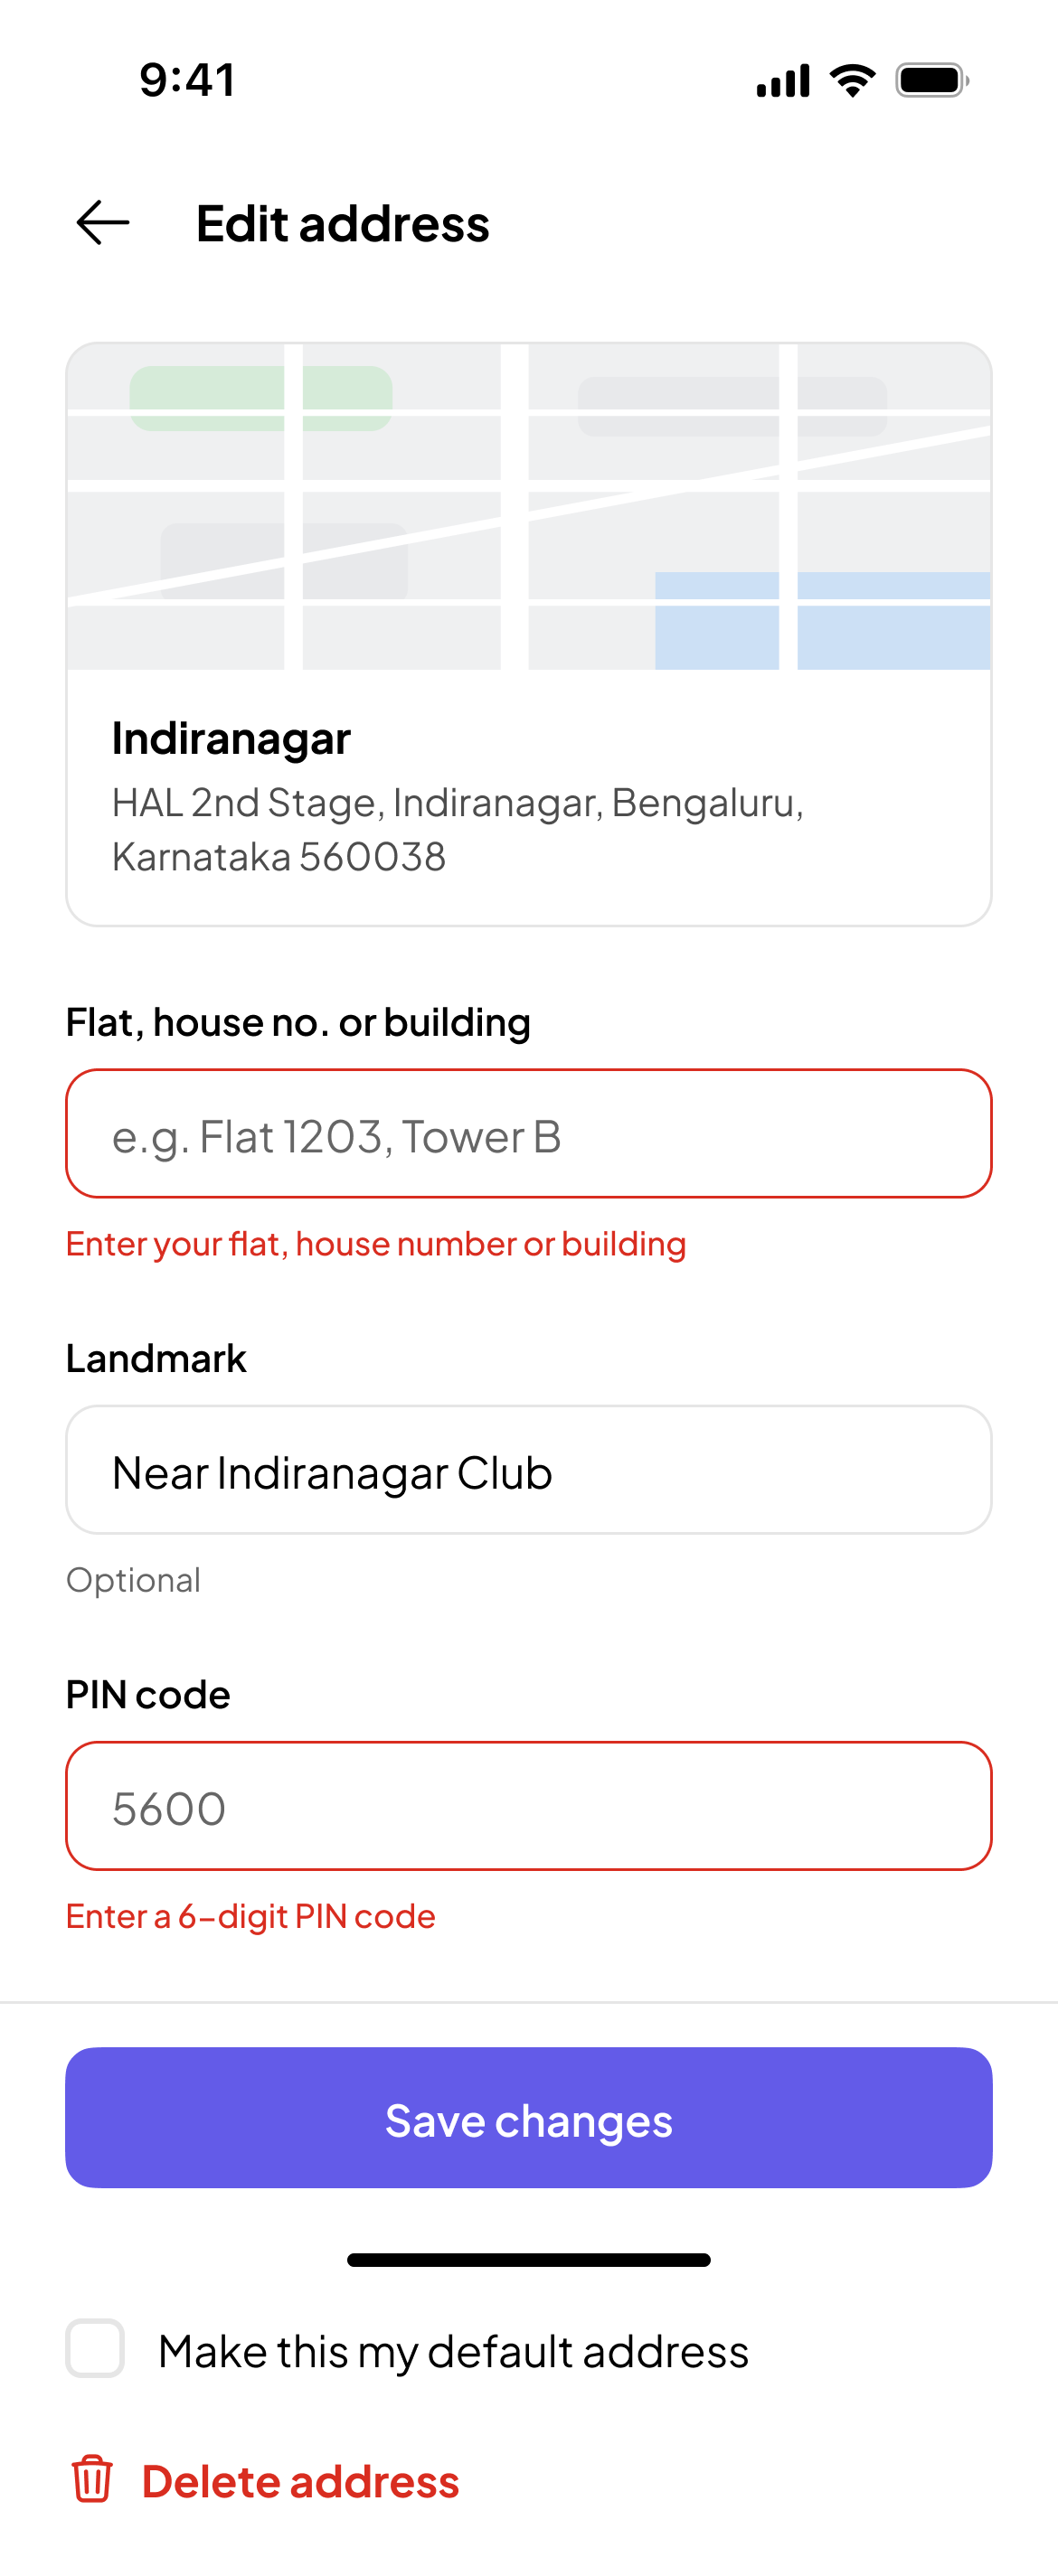 9:41
Edit address
Indiranagar
HAL 2nd Stage, Indiranagar, Bengaluru,
Karnataka 560038
Flat, house no. or building
e.g. Flat 1203, Tower B
Enter your flat, house number or building
Landmark
Near Indiranagar Club
Optional
PIN code
5600
Enter a 6-digit PIN code
Save changes
Make this my default address
Delete address